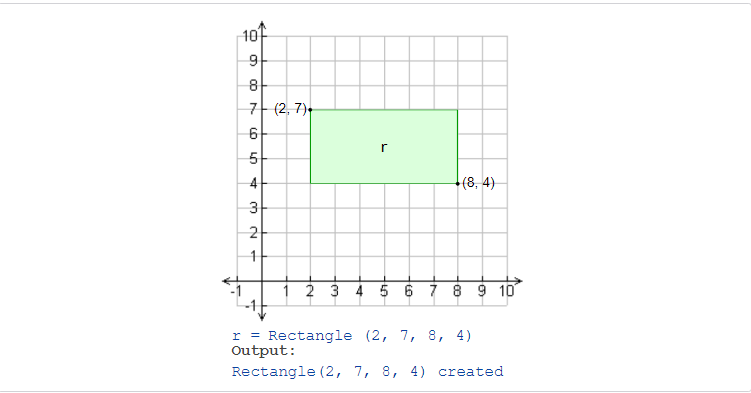 10
9
8
7 (2, 7)
6
r
5
4 (8, 4)
3
2
1
-1 1 2 3 4 5 6 7 8 9 10
-1
r = Rectangle (2, 7, 8, 4)
Output:
Rectangle(2, 7, 8, 4) created